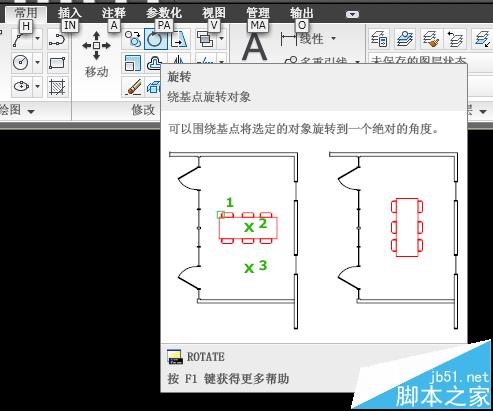 常用 插入 注释 参数化 视图 管理 输出
H IN A PA V MA O
移动
A
线性
多重引线
未保存的图层状态
绘图
修改
层
旋转
绕基点旋转对象
可以围绕基点将选定的对象旋转到一个绝对的角度。
1
x 2
x 3
ROTATE
按 F1 键获得更多帮助
jb51.net
脚本之家